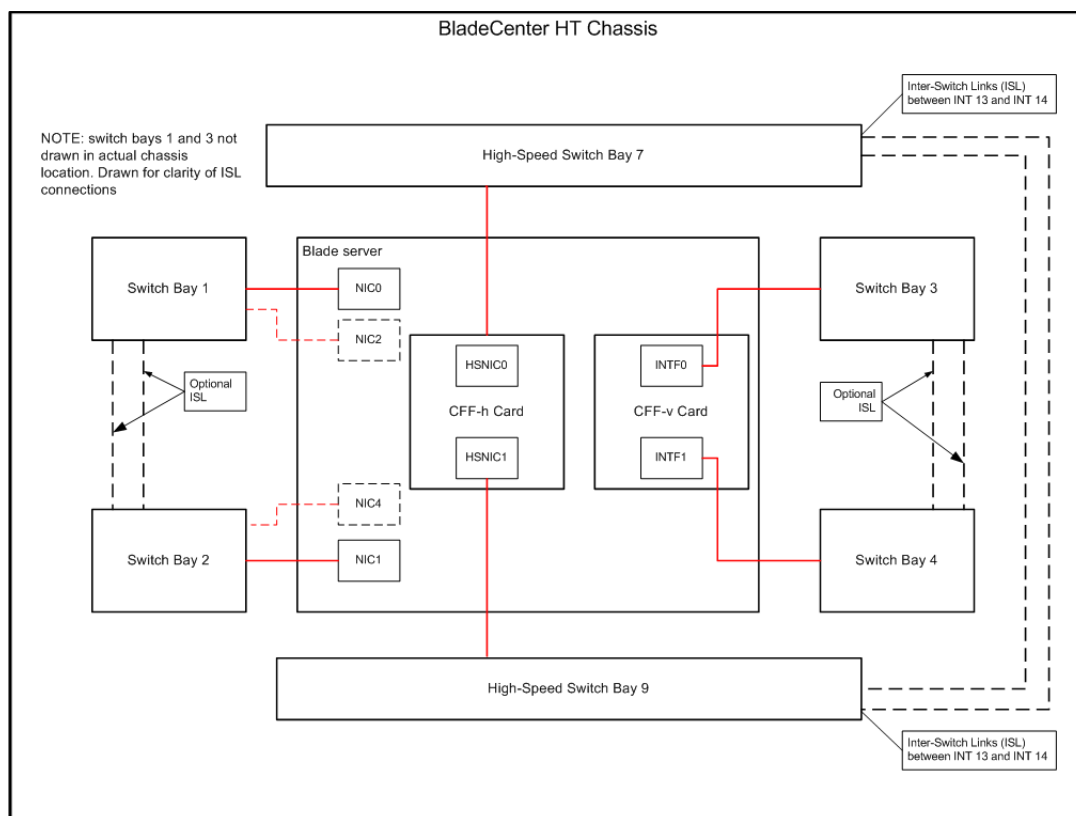 BladeCenter HT Chassis
Inter-Switch Links (ISL)
between INT 13 and INT 14
NOTE: switch bays 1 and 3 not
drawn in actual chassis
location. Drawn for clarity of ISL
connections
High-Speed Switch Bay 7
Blade server
Switch Bay 1
NIC0
Switch Bay 3
NIC2
HSNIC0
INTF0
Optional
ISL
CFF-h Card
CFF-v Card
Optional
ISL
HSNIC1
INTF1
NIC4
Switch Bay 2
NIC1
Switch Bay 4
High-Speed Switch Bay 9
Inter-Switch Links (ISL)
between INT 13 and INT 14